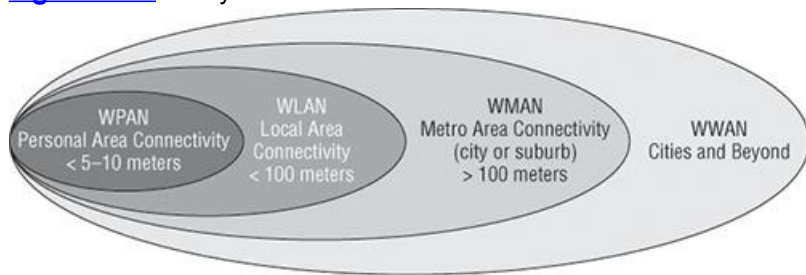 WPAN
Personal Area Connectivity
< 5–10 meters
WLAN
Local Area
Connectivity
< 100 meters
WMAN
Metro Area Connectivity
(city or suburb)
> 100 meters
WWAN
Cities and Beyond